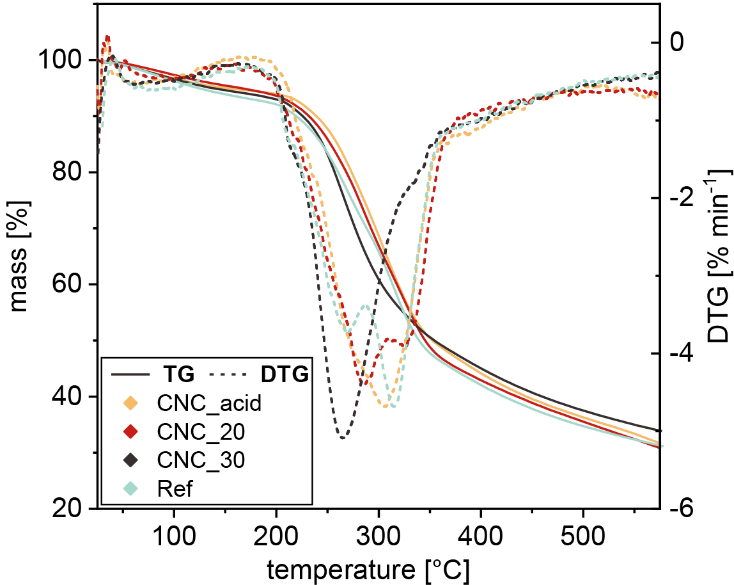 100
80
60
40
20
mass [%]
0
-2
-4
-6
DTG [% min⁻¹]
TG DTG
CNC_acid
CNC_20
CNC_30
Ref
100 200 300 400 500
temperature [°C]